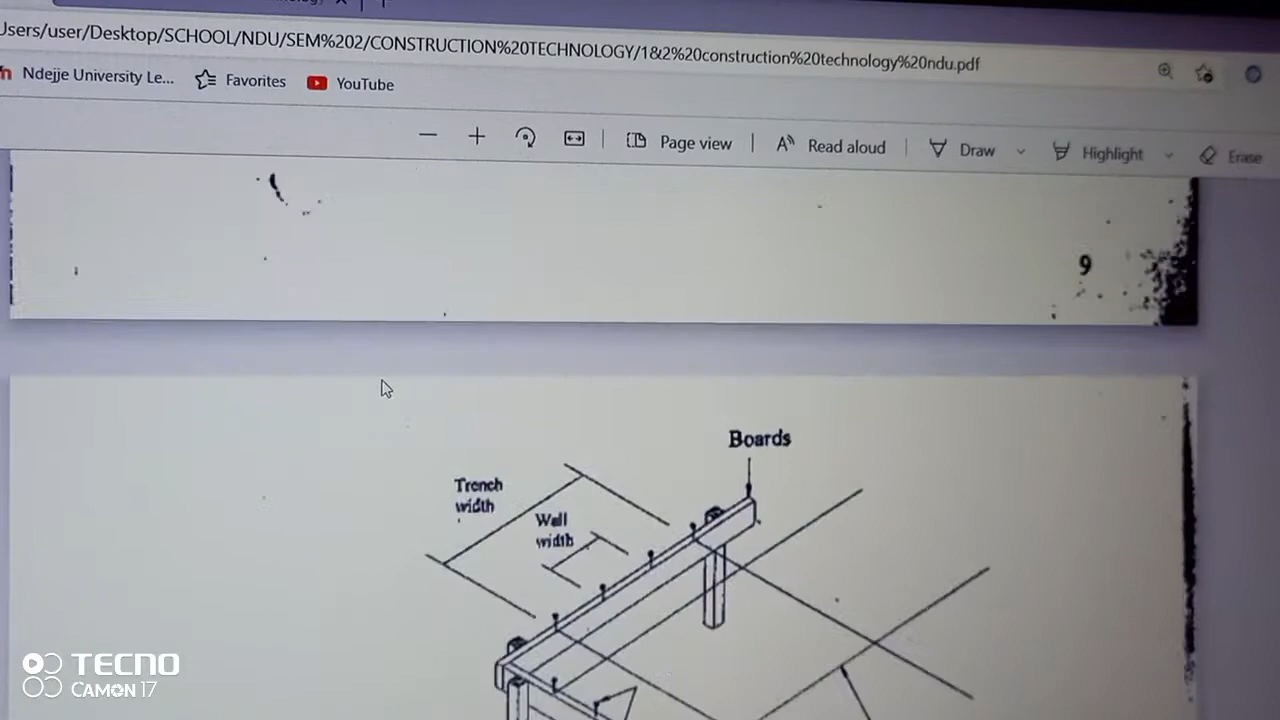 Users/user/Desktop/SCHOOL/NDU/SEM%202/CONSTRUCTION%20TECHNOLOGY/1&2%20construction%20technology%20ndu.pdf
Ndejje University Le... Favorites YouTube
Page view Read aloud Draw Highlight Erase
9
Boards
Trench
width
Wall
width
TECNO
CAMON 17